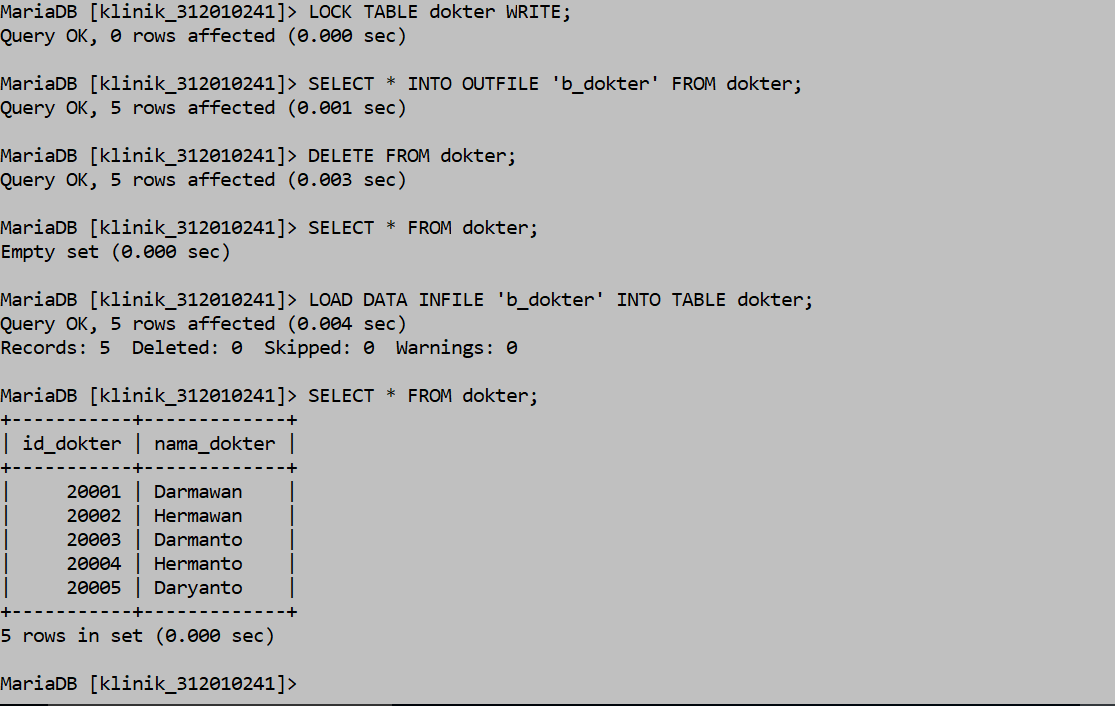 MariaDB [klinik_312010241]> LOCK TABLE dokter WRITE;
Query OK, 0 rows affected (0.000 sec)

MariaDB [klinik_312010241]> SELECT * INTO OUTFILE 'b_dokter' FROM dokter;
Query OK, 5 rows affected (0.001 sec)

MariaDB [klinik_312010241]> DELETE FROM dokter;
Query OK, 5 rows affected (0.003 sec)

MariaDB [klinik_312010241]> SELECT * FROM dokter;
Empty set (0.000 sec)

MariaDB [klinik_312010241]> LOAD DATA INFILE 'b_dokter' INTO TABLE dokter;
Query OK, 5 rows affected (0.004 sec)
Records: 5  Deleted: 0  Skipped: 0  Warnings: 0

MariaDB [klinik_312010241]> SELECT * FROM dokter;
+-----------+-------------+
| id_dokter | nama_dokter |
+-----------+-------------+
|     20001 | Darmawan    |
|     20002 | Hermawan    |
|     20003 | Darmanto    |
|     20004 | Hermanto    |
|     20005 | Daryanto    |
+-----------+-------------+
5 rows in set (0.000 sec)

MariaDB [klinik_312010241]>